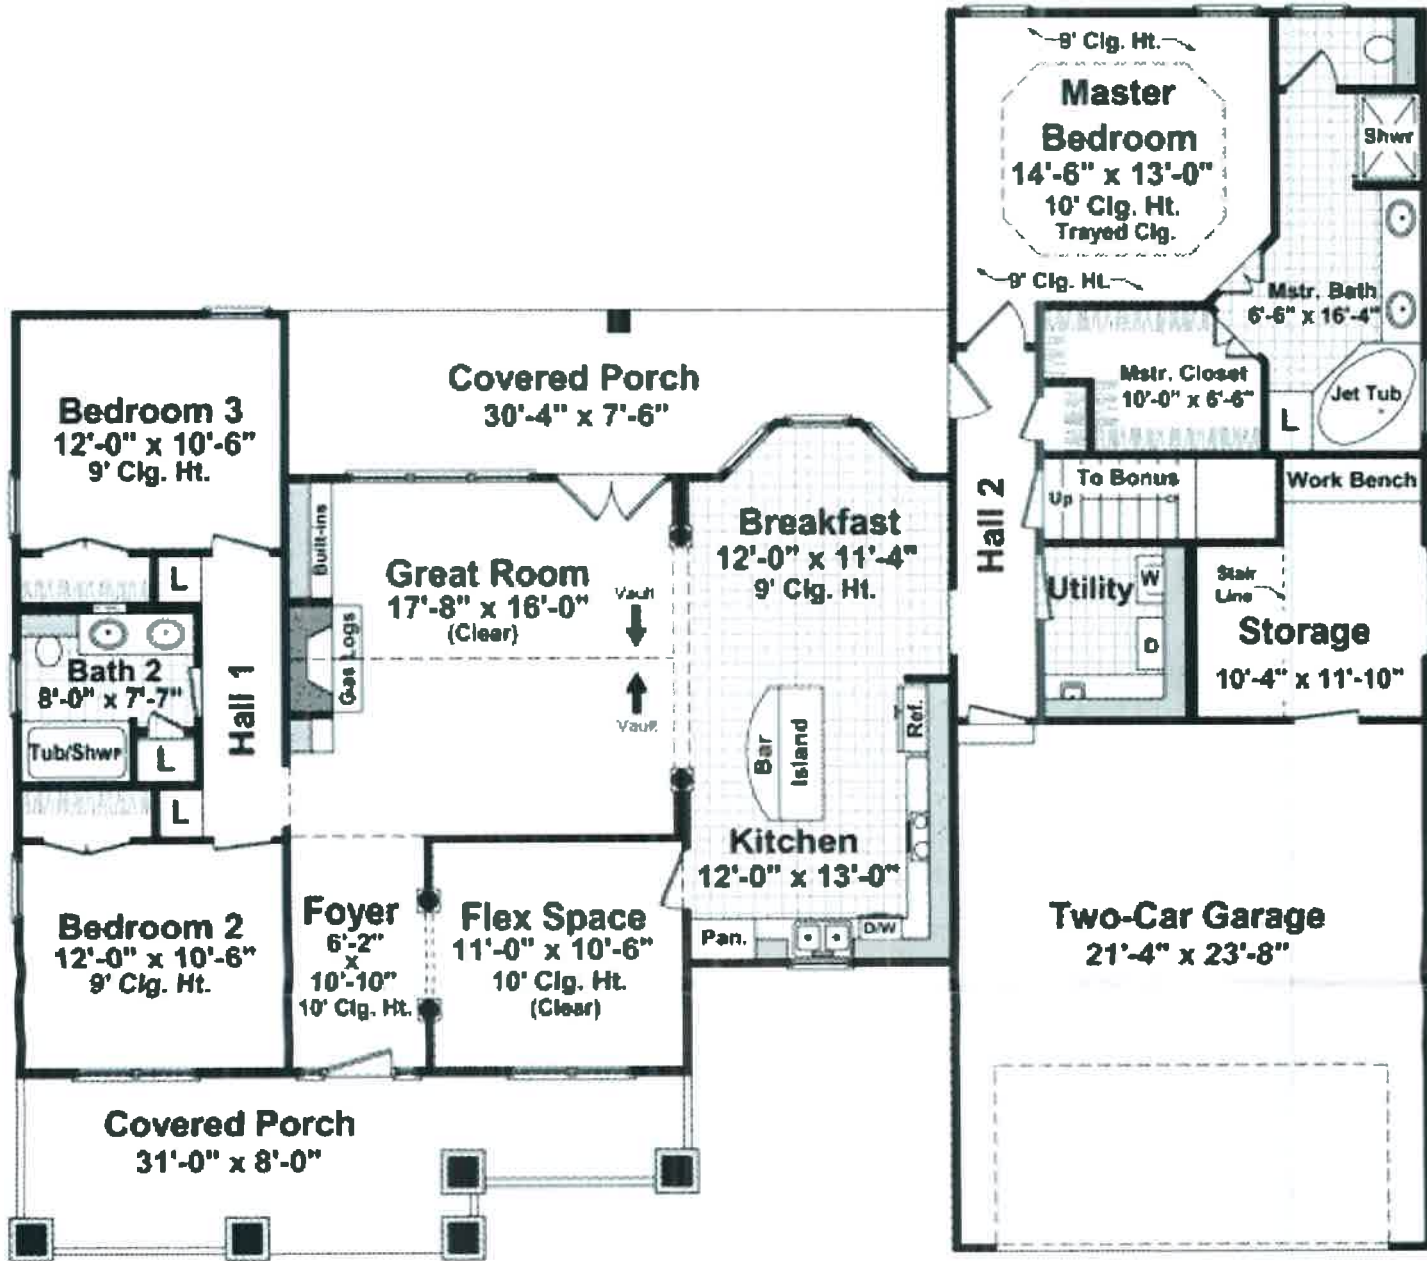 9' Clg. Ht.
Master
Bedroom
14'-6" x 13'-0"
10' Clg. Ht.
Trayed Clg.
9' Clg. Ht.
Shwr
Mstr. Bath
6'-6" x 16'-4"
Jet Tub
L
Mstr. Closet
10'-0" x 6'-6"
Covered Porch
30'-4" x 7'-6"
Bedroom 3
12'-0" x 10'-6"
9' Clg. Ht.
L
Built-ins
Great Room
17'-8" x 16'-0"
(Clear)
Vault
Vault
Gas Logs
Breakfast
12'-0" x 11'-4"
9' Clg. Ht.
Hall 2
To Bonus
Up
Work Bench
Utility
W
D
Stair
Line
Storage
10'-4" x 11'-10"
Bath 2
8'-0" x 7'-7"
Tub/Shwr
L
L
Hall 1
Bar
Island
Ref.
Kitchen
12'-0" x 13'-0"
Pan.
D/W
Bedroom 2
12'-0" x 10'-6"
9' Clg. Ht.
Foyer
6'-2"
x
10'-10"
10' Clg. Ht.
Flex Space
11'-0" x 10'-6"
10' Clg. Ht.
(Clear)
Two-Car Garage
21'-4" x 23'-8"
Covered Porch
31'-0" x 8'-0"